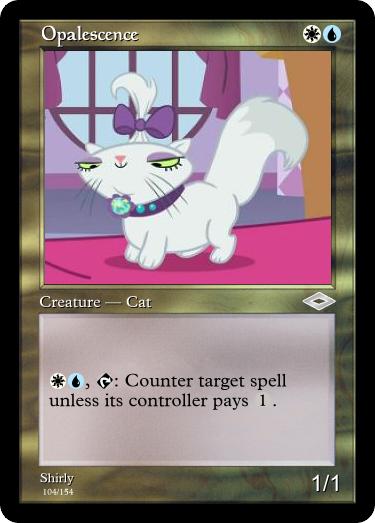 Opalescence
Creature — Cat
, : Counter target spell
unless its controller pays 1 .
Shirly
104/154
1/1